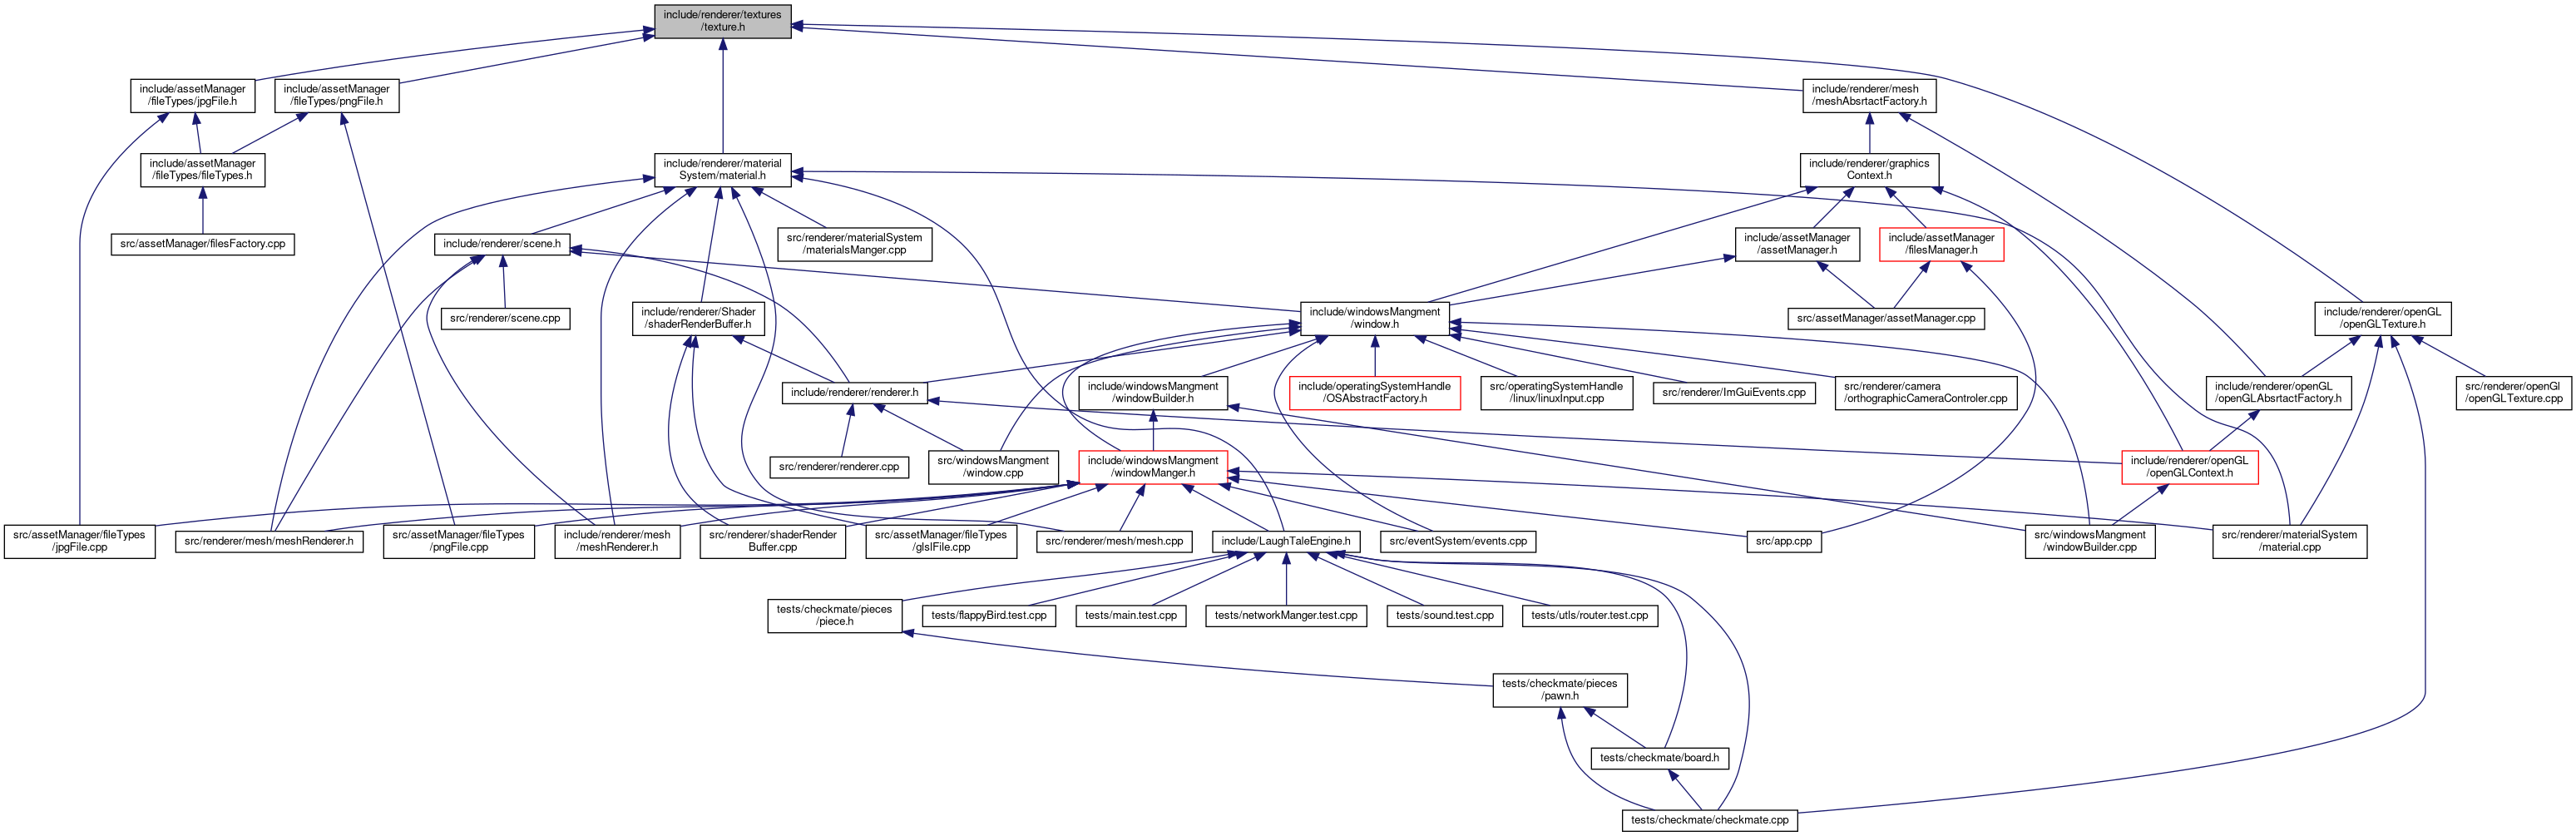 include/renderer/textures
/texture.h
include/assetManager
/fileTypes/jpgFile.h
include/assetManager
/fileTypes/pngFile.h
include/renderer/mesh
/meshAbsrtactFactory.h
include/assetManager
/fileTypes/fileTypes.h
include/renderer/material
System/material.h
include/renderer/graphics
Context.h
src/assetManager/filesFactory.cpp
include/renderer/scene.h
src/renderer/materialSystem
/materialsManger.cpp
include/assetManager
/assetManager.h
include/assetManager
/filesManager.h
src/renderer/scene.cpp
include/renderer/Shader
/shaderRenderBuffer.h
include/windowsMangment
/window.h
src/assetManager/assetManager.cpp
include/renderer/openGL
/openGLTexture.h
include/renderer/renderer.h
include/windowsMangment
/windowBuilder.h
include/operatingSystemHandle
/OSAbstractFactory.h
src/operatingSystemHandle
/linux/linuxInput.cpp
src/renderer/ImGuiEvents.cpp
src/renderer/camera
/orthographicCameraControler.cpp
include/renderer/openGL
/openGLAbsrtactFactory.h
src/renderer/openGl
/openGLTexture.cpp
src/renderer/renderer.cpp
src/windowsMangment
/window.cpp
include/windowsMangment
/windowManger.h
include/renderer/openGL
/openGLContext.h
src/assetManager/fileTypes
/jpgFile.cpp
src/renderer/mesh/meshRenderer.h
src/assetManager/fileTypes
/pngFile.cpp
include/renderer/mesh
/meshRenderer.h
src/renderer/shaderRender
Buffer.cpp
src/assetManager/fileTypes
/glslFile.cpp
src/renderer/mesh/mesh.cpp
include/LaughTaleEngine.h
src/eventSystem/events.cpp
src/app.cpp
src/windowsMangment
/windowBuilder.cpp
src/renderer/materialSystem
/material.cpp
tests/checkmate/pieces
/piece.h
tests/flappyBird.test.cpp
tests/main.test.cpp
tests/networkManger.test.cpp
tests/sound.test.cpp
tests/utls/router.test.cpp
tests/checkmate/pieces
/pawn.h
tests/checkmate/board.h
tests/checkmate/checkmate.cpp